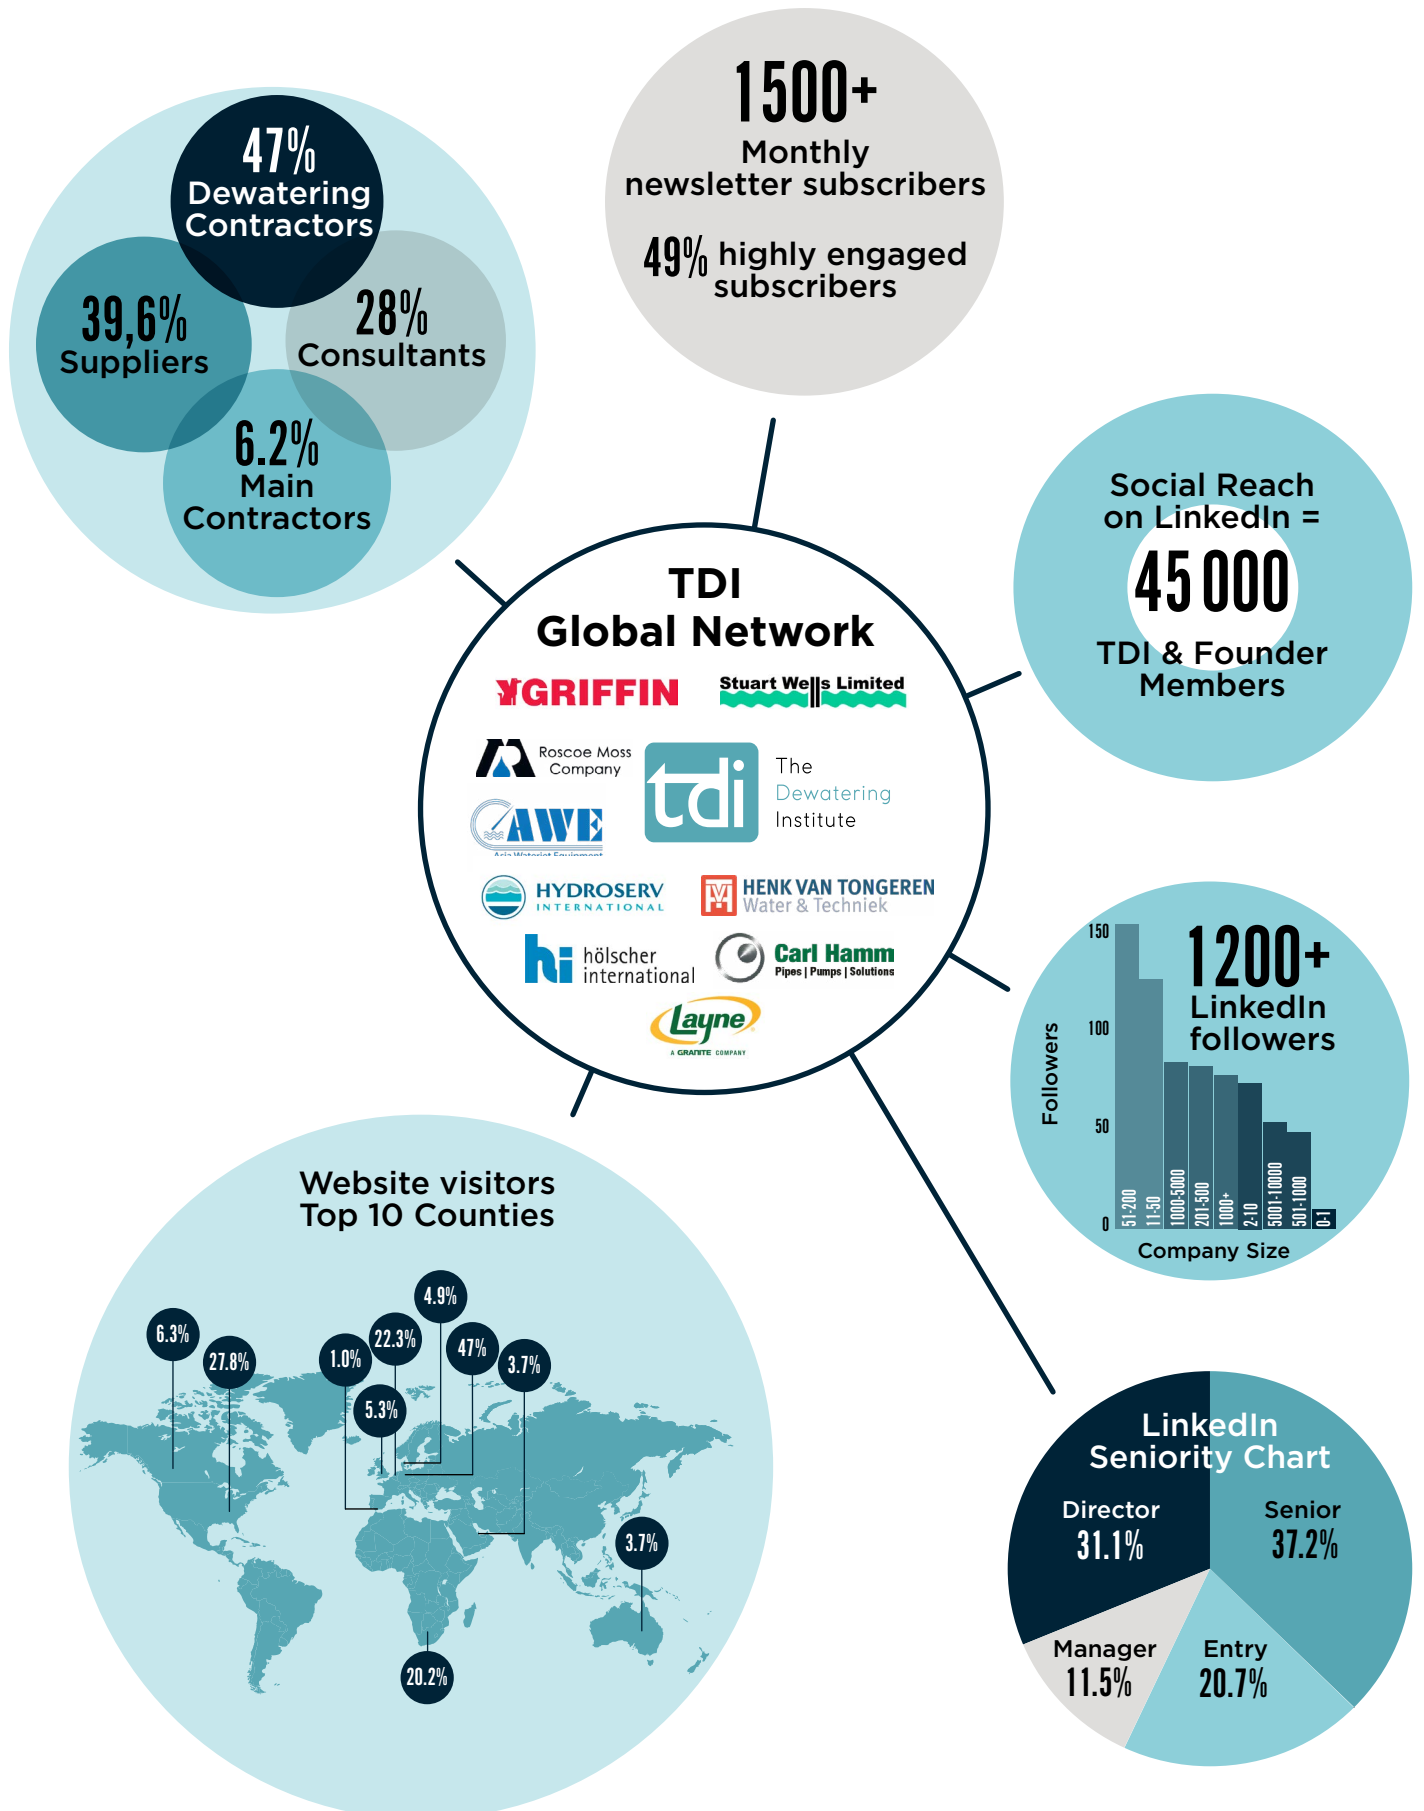 47%
Dewatering
Contractors
39,6%
Suppliers
28%
Consultants
6.2%
Main
Contractors
1500+
Monthly
newsletter subscribers
49% highly engaged
subscribers
Social Reach
on LinkedIn =
45 000
TDI & Founder
Members
TDI
Global Network
GRIFFIN
Stuart Wells Limited
Roscoe Moss
Company
tdi
The
Dewatering
Institute
AWE
Asia Waterjet Equipment
HYDROSERV
INTERNATIONAL
HENK VAN TONGEREN
Water & Techniek
hi hölscher
international
Carl Hamm
Pipes | Pumps | Solutions
Layne
A GRANITE COMPANY
1200+
LinkedIn
followers
Followers
150
100
50
0
51-200
11-50
1000-5000
201-500
1000+
2-10
5001-10000
501-1000
0-1
Company Size
Website visitors
Top 10 Counties
6.3%
27.8%
1.0%
22.3%
5.3%
4.9%
47%
3.7%
3.7%
20.2%
LinkedIn
Seniority Chart
Director
31.1%
Senior
37.2%
Manager
11.5%
Entry
20.7%